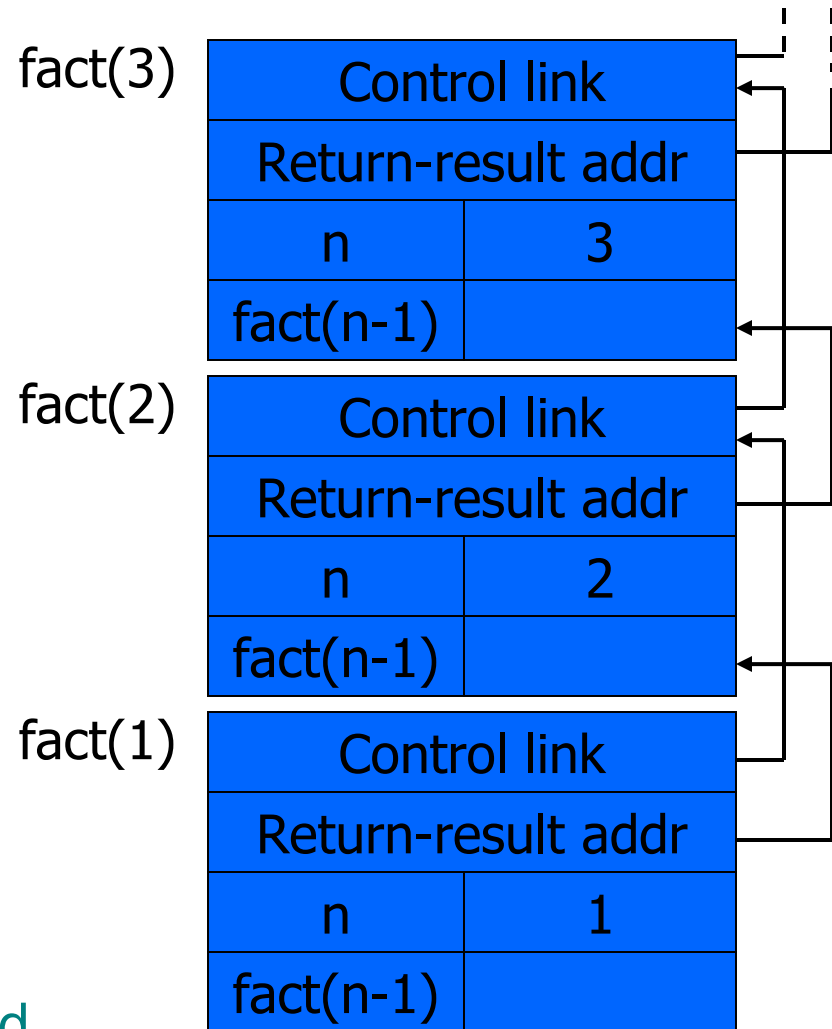 fact(3)
Control link
Return-result addr
n 3
fact(n-1)
fact(2)
Control link
Return-result addr
n 2
fact(n-1)
fact(1)
Control link
Return-result addr
n 1
fact(n-1)